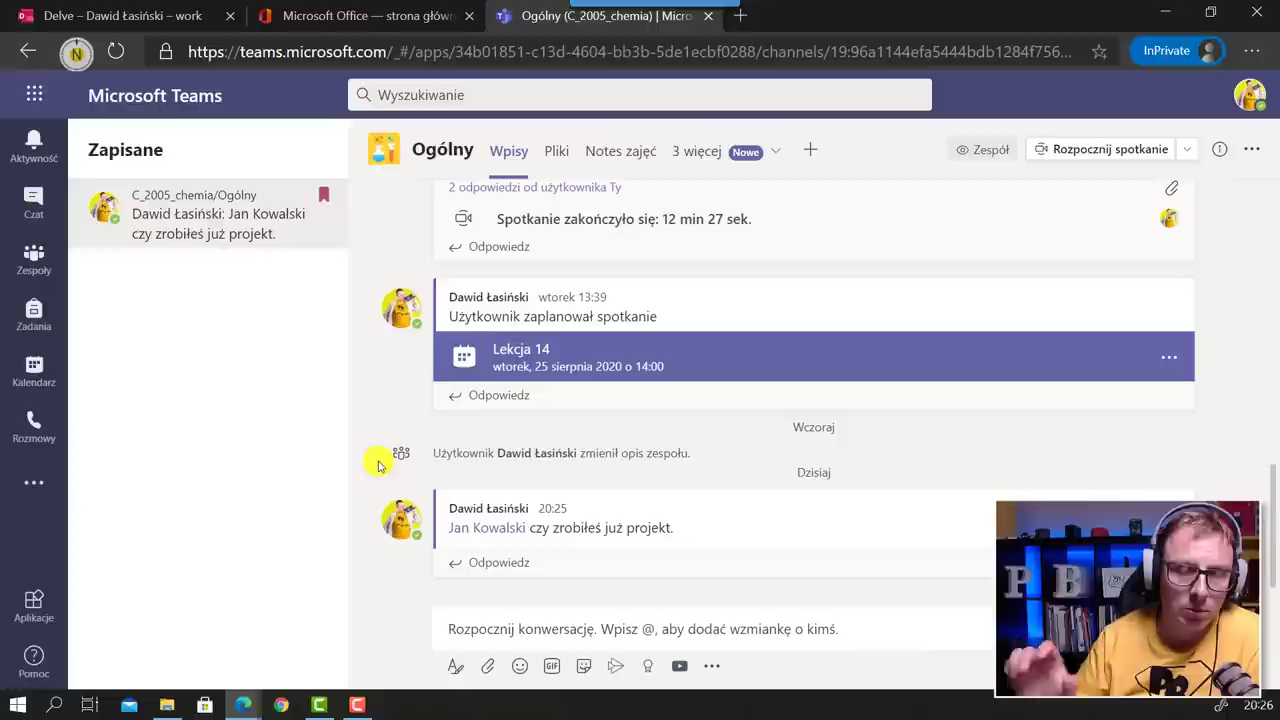 Delve Łasiński – work
Microsoft Office — strona główn
Ogólny (C_2005_chemia) | Micro
N
https://teams.microsoft.com/_#/apps/34b01851-c13d-4604-bb3b-5de1ecbf0288/channels/19:96a1144efa5444bdb1284f756...
InPrivate
Microsoft Teams
Wyszukiwanie
Aktywność
Czat
Zespoły
Zadania
Kalendarz
Rozmowy
Aplikacje
Pomoc
Zapisane
C_2005_chemia/Ogólny
Dawid Łasiński: Jan Kowalski
czy zrobiłeś już projekt.
Ogólny
Wpisy
Pliki
Notes zajęć
3 więcej
Nowe
Zespół
Rozpocznij spotkanie
2 odpowiedzi od użytkownika Ty
Spotkanie zakończyło się: 12 min 27 sek.
Odpowiedz
Dawid Łasiński wtorek 13:39
Użytkownik zaplanował spotkanie
Lekcja 14
wtorek, 25 sierpnia 2020 o 14:00
Odpowiedz
Wczoraj
Użytkownik Dawid Łasiński zmienił opis zespołu.
Dzisiaj
Dawid Łasiński 20:25
Jan Kowalski czy zrobiłeś już projekt.
Odpowiedz
Rozpocznij konwersację. Wpisz @, aby dodać wzmiankę o kimś.
GIF
P B
20:26